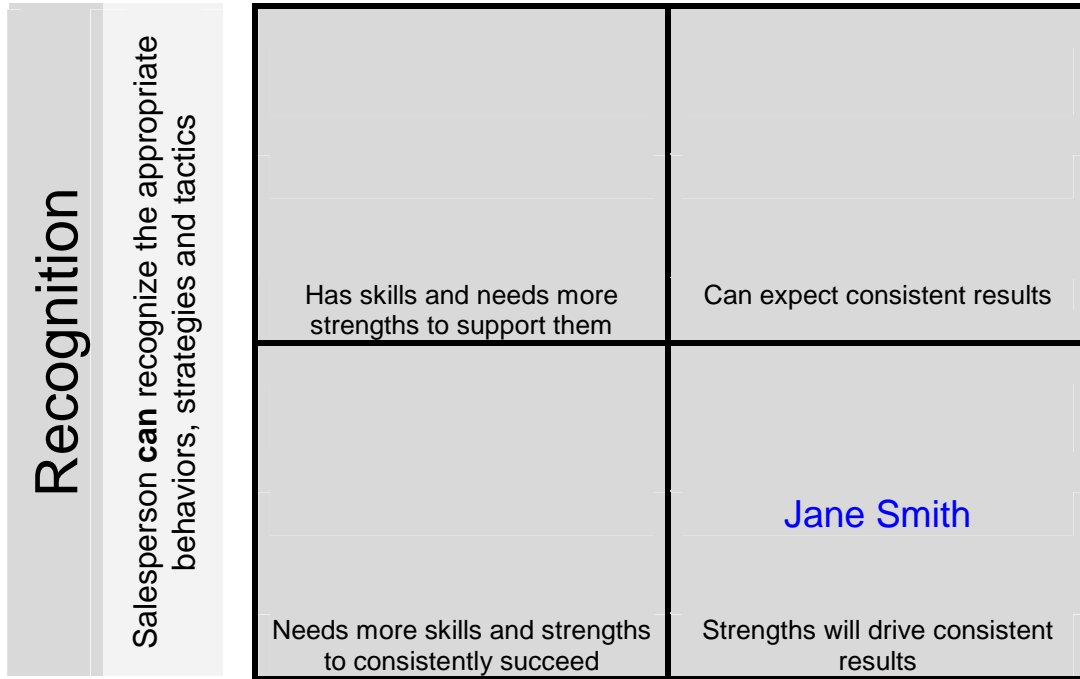 Recognition
Salesperson can recognize the appropriate
behaviors, strategies and tactics
Has skills and needs more
strengths to support them
Can expect consistent results
Jane Smith
Needs more skills and strengths
to consistently succeed
Strengths will drive consistent
results